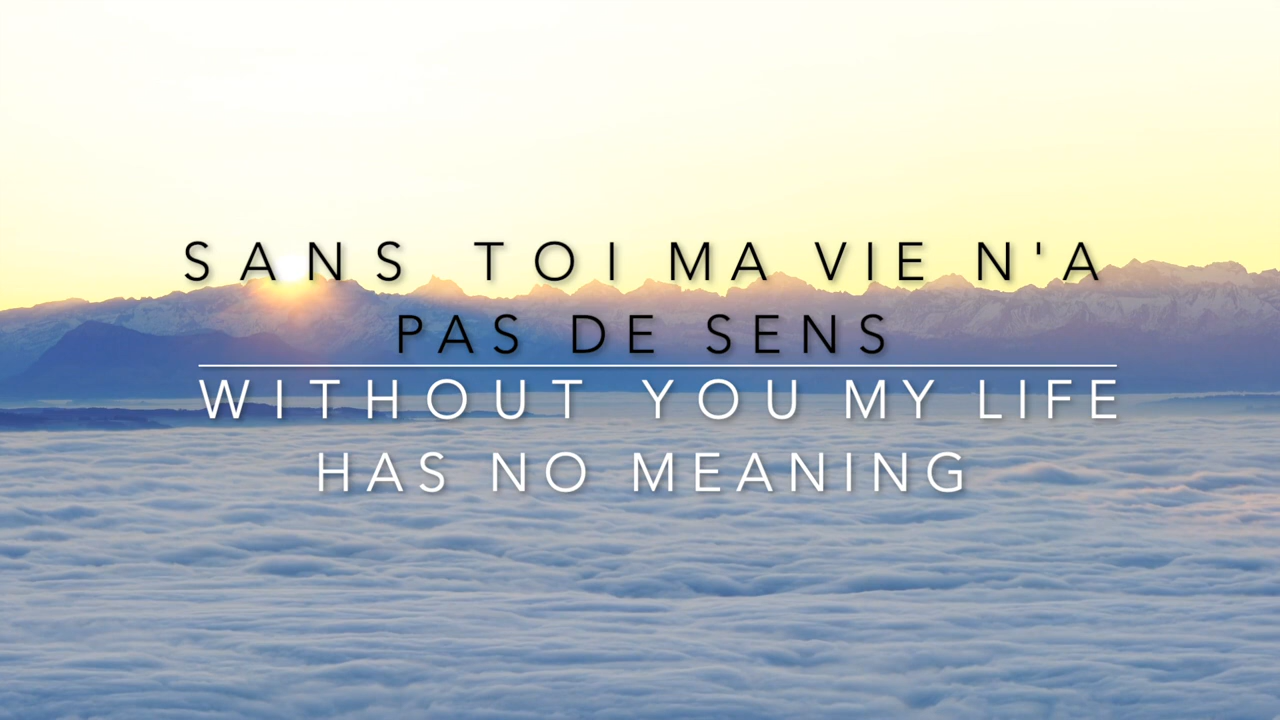 SANS TOI MA VIE N'A
PAS DE SENS
WITHOUT YOU MY LIFE
HAS NO MEANING